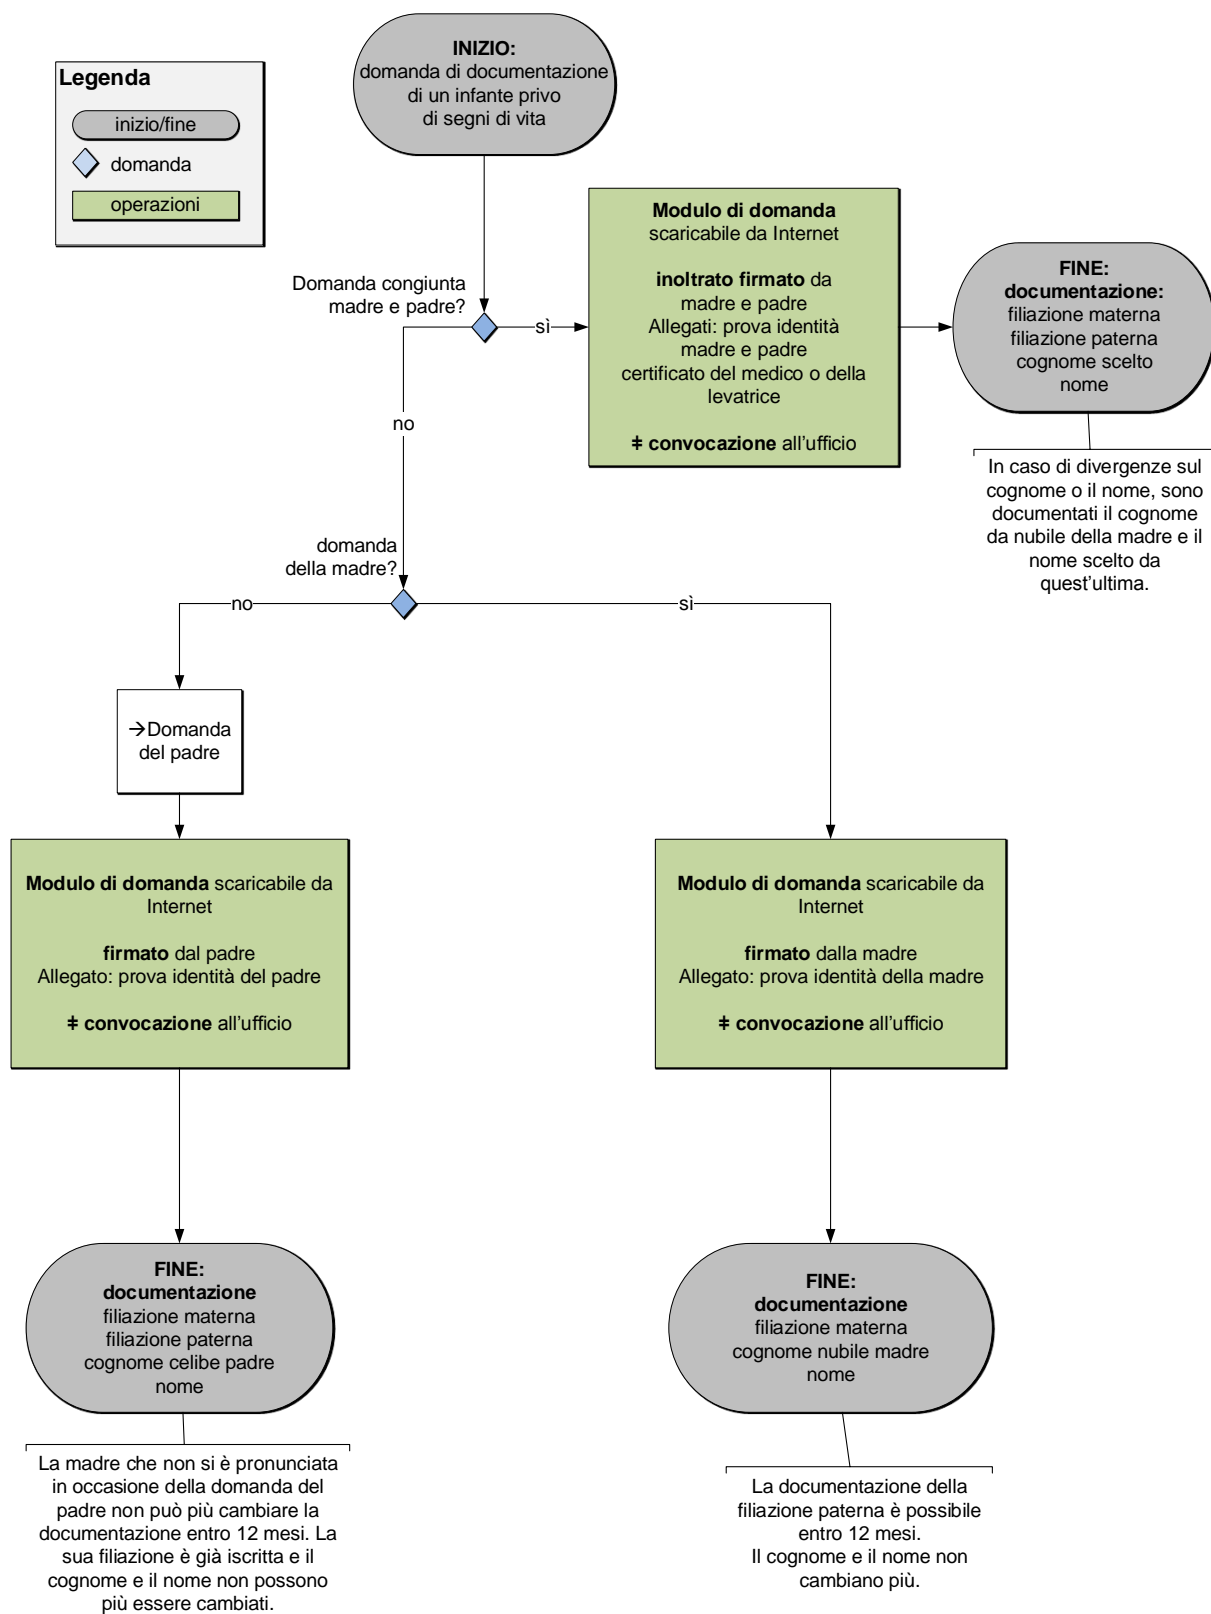 Legenda
inizio/fine
domanda
operazioni
INIZIO:
domanda di documentazione
di un infante privo
di segni di vita
Domanda congiunta
madre e padre?
sì
no
Modulo di domanda
scaricabile da Internet
inoltrato firmato da
madre e padre
Allegati: prova identità
madre e padre
certificato del medico o della
levatrice
ǂ convocazione all'ufficio
FINE:
documentazione:
filiazione materna
filiazione paterna
cognome scelto
nome
In caso di divergenze sul
cognome o il nome, sono
documentati il cognome
da nubile della madre e il
nome scelto da
quest'ultima.
domanda
della madre?
no
sì
→Domanda
del padre
Modulo di domanda scaricabile da
Internet
firmato dal padre
Allegato: prova identità del padre
ǂ convocazione all'ufficio
Modulo di domanda scaricabile da
Internet
firmato dalla madre
Allegato: prova identità della madre
ǂ convocazione all'ufficio
FINE:
documentazione
filiazione materna
filiazione paterna
cognome celibe padre
nome
FINE:
documentazione
filiazione materna
cognome nubile madre
nome
La madre che non si è pronunciata
in occasione della domanda del
padre non può più cambiare la
documentazione entro 12 mesi. La
sua filiazione è già iscritta e il
cognome e il nome non possono
più essere cambiati.
La documentazione della
filiazione paterna è possibile
entro 12 mesi.
Il cognome e il nome non
cambiano più.